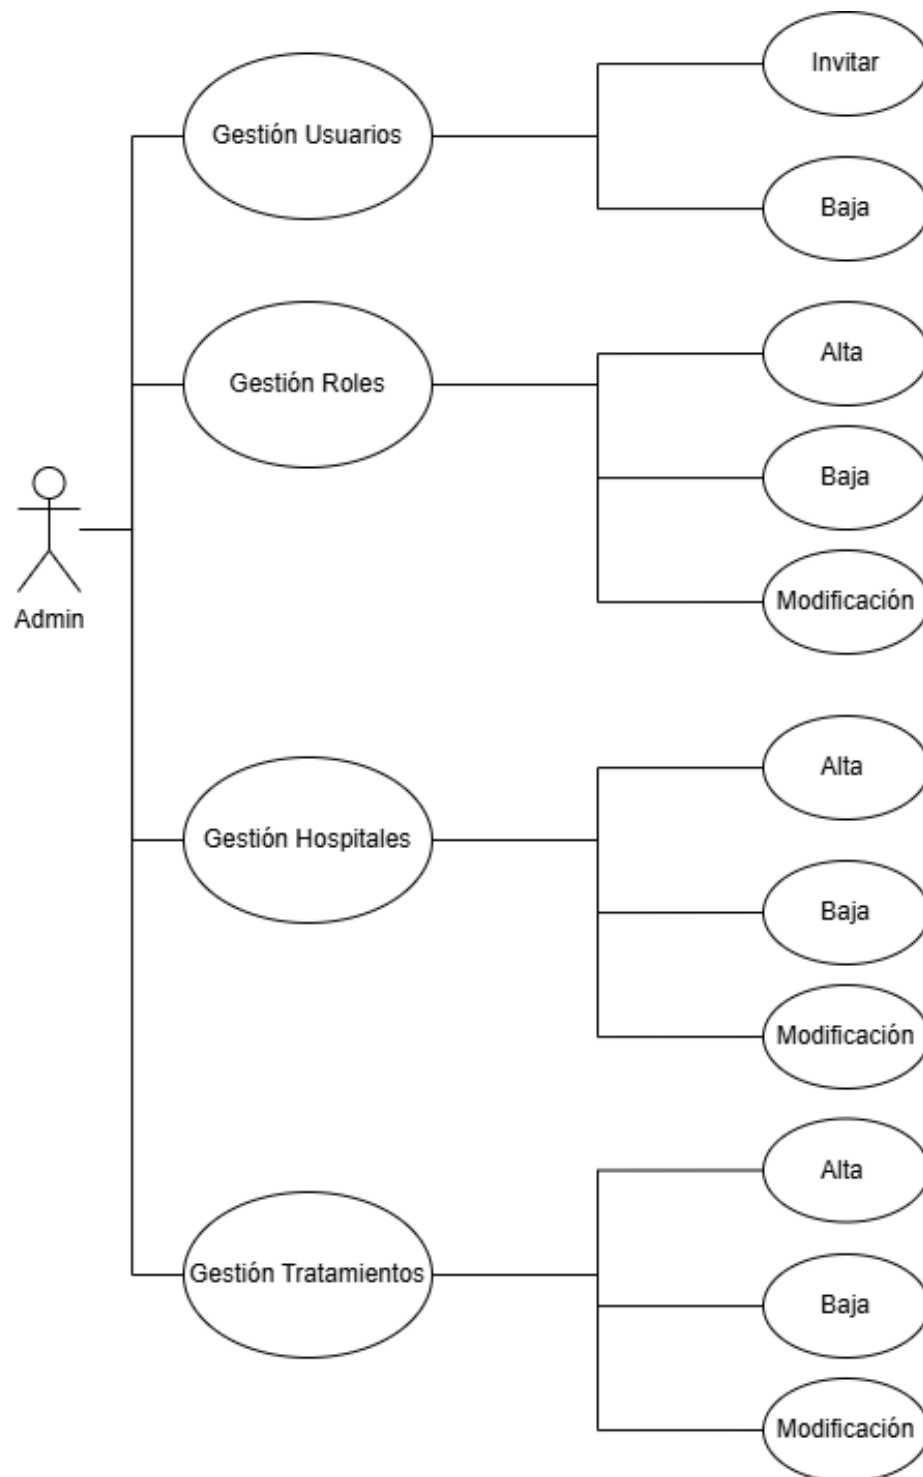 Invitar
Gestión Usuarios
Baja
Alta
Gestión Roles
Baja
Modificación
Admin
Alta
Gestión Hospitales
Baja
Modificación
Alta
Gestión Tratamientos
Baja
Modificación